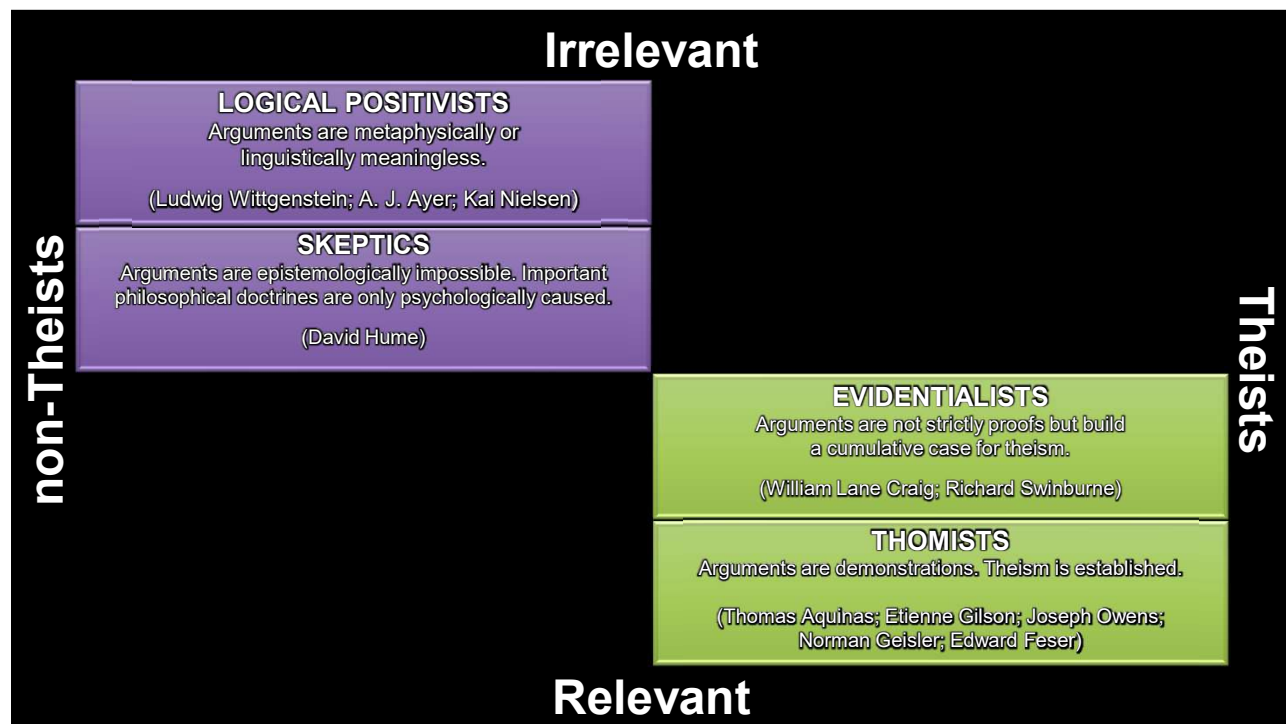 Irrelevant
LOGICAL POSITIVISTS
Arguments are metaphysically or
linguistically meaningless.
(Ludwig Wittgenstein; A. J. Ayer; Kai Nielsen)
SKEPTICS
Arguments are epistemologically impossible. Important
philosophical doctrines are only psychologically caused.
(David Hume)
non-Theists
Theists
EVIDENTIALISTS
Arguments are not strictly proofs but build
a cumulative case for theism.
(William Lane Craig; Richard Swinburne)
THOMISTS
Arguments are demonstrations. Theism is established.
(Thomas Aquinas; Etienne Gilson; Joseph Owens;
Norman Geisler; Edward Feser)
Relevant